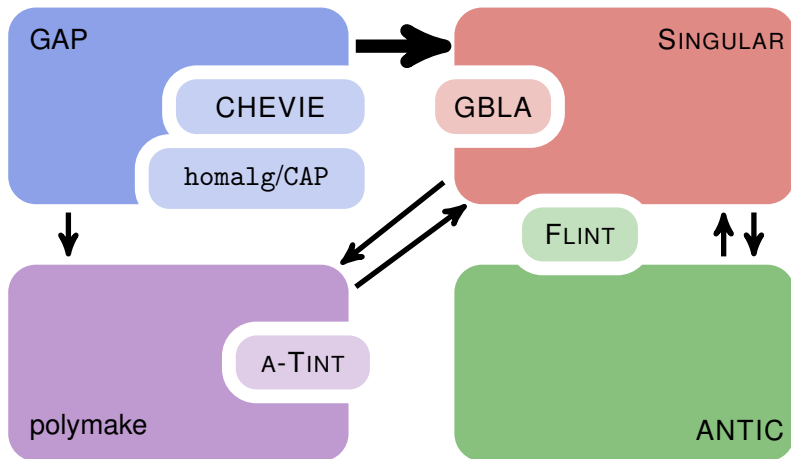 GAP
SINGULAR
CHEVIE
GBLA
homalg/CAP
FLINT
A-TINT
polymake
ANTIC